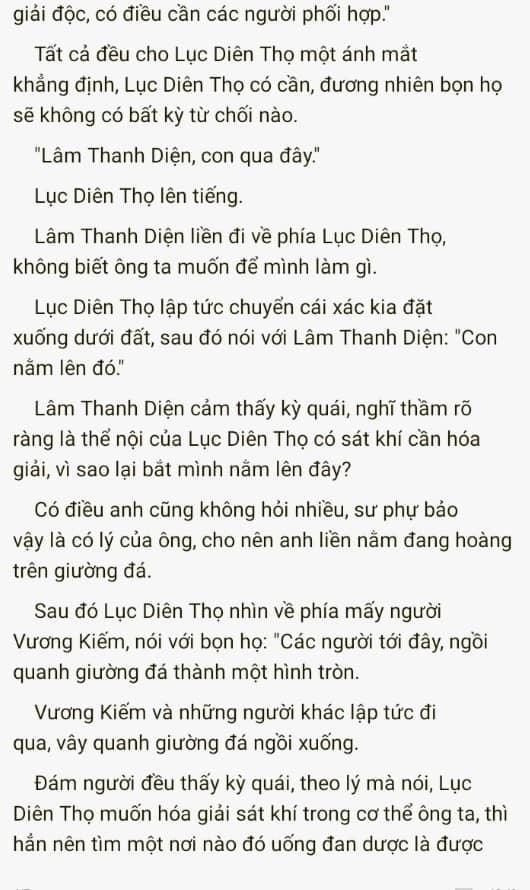 giải độc, có điều cần các người phối hợp."
Tất cả đều cho Lục Diên Thọ một ánh mắt
khẳng định, Lục Diên Thọ có cần, đương nhiên bọn họ
sẽ không có bất kỳ từ chối nào.
"Lâm Thanh Diện, con qua đây."
Lục Diên Thọ lên tiếng.
Lâm Thanh Diện liền đi về phía Lục Diên Thọ,
không biết ông ta muốn để mình làm gì.
Lục Diên Thọ lập tức chuyển cái xác kia đặt
xuống dưới đất, sau đó nói với Lâm Thanh Diện: "Con
nằm lên đó."
Lâm Thanh Diện cảm thấy kỳ quái, nghĩ thầm rõ
ràng là thể nội của Lục Diên Thọ có sát khí cần hóa
giải, vì sao lại bắt mình nằm lên đây?
Có điều anh cũng không hỏi nhiều, sư phụ bảo
vậy là có lý của ông, cho nên anh liền nằm đang hoàng
trên giường đá.
Sau đó Lục Diên Thọ nhìn về phía mấy người
Vương Kiếm, nói với bọn họ: "Các người tới đây, ngồi
quanh giường đá thành một hình tròn.
Vương Kiếm và những người khác lập tức đi
qua, vây quanh giường đá ngồi xuống.
Đám người đều thấy kỳ quái, theo lý mà nói, Lục
Diên Thọ muốn hóa giải sát khí trong cơ thể ông ta, thì
hẳn nên tìm một nơi nào đó uống đan dược là được